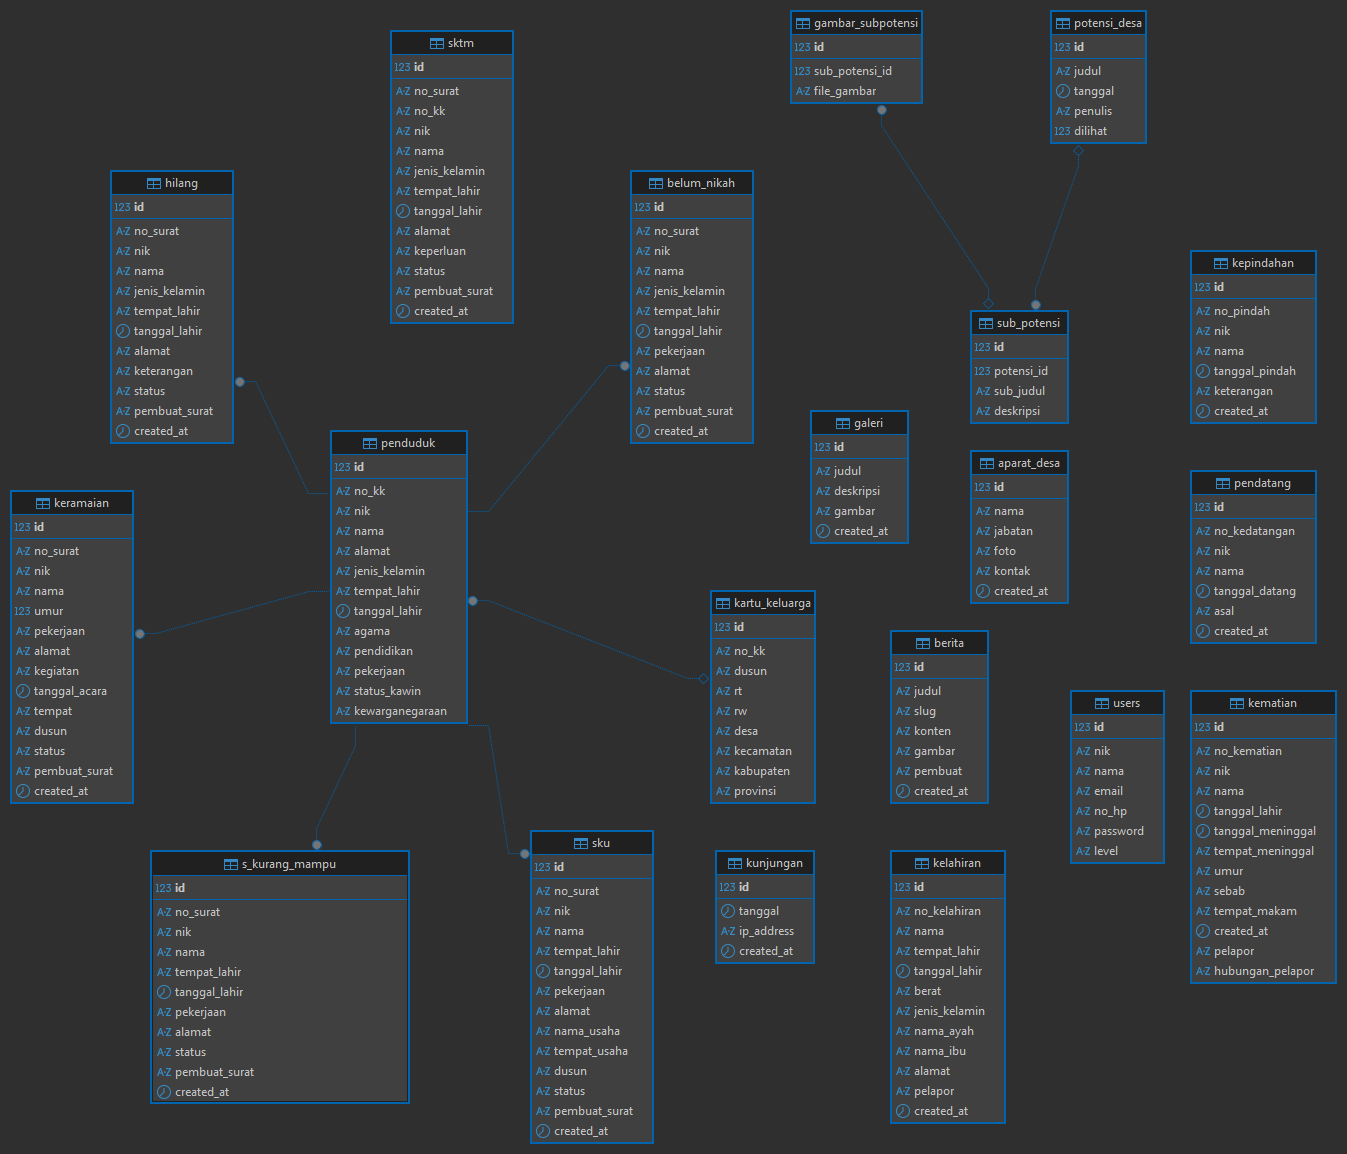 gambar_subpotensi
123 id
123 sub_potensi_id
A-Z file_gambar
potensi_desa
123 id
A-Z judul
tanggal
A-Z penulis
123 dilihat
sktm
123 id
A-Z no_surat
A-Z no_kk
A-Z nik
A-Z nama
A-Z jenis_kelamin
A-Z tempat_lahir
tanggal_lahir
A-Z alamat
A-Z keperluan
A-Z status
A-Z pembuat_surat
created_at
hilang
123 id
A-Z no_surat
A-Z nik
A-Z nama
A-Z jenis_kelamin
A-Z tempat_lahir
tanggal_lahir
A-Z alamat
A-Z keterangan
A-Z status
A-Z pembuat_surat
created_at
belum_nikah
123 id
A-Z no_surat
A-Z nik
A-Z nama
A-Z jenis_kelamin
A-Z tempat_lahir
tanggal_lahir
A-Z pekerjaan
A-Z alamat
A-Z status
A-Z pembuat_surat
created_at
kepindahan
123 id
A-Z no_pindah
A-Z nik
A-Z nama
tanggal_pindah
A-Z keterangan
created_at
sub_potensi
123 id
123 potensi_id
A-Z sub_judul
A-Z deskripsi
galeri
123 id
A-Z judul
A-Z deskripsi
A-Z gambar
created_at
penduduk
123 id
A-Z no_kk
A-Z nik
A-Z nama
A-Z alamat
A-Z jenis_kelamin
A-Z tempat_lahir
tanggal_lahir
A-Z agama
A-Z pendidikan
A-Z pekerjaan
A-Z status_kawin
A-Z kewarganegaraan
aparat_desa
123 id
A-Z nama
A-Z jabatan
A-Z foto
A-Z kontak
created_at
pendatang
123 id
A-Z no_kedatangan
A-Z nik
A-Z nama
tanggal_datang
A-Z asal
created_at
keramaian
123 id
A-Z no_surat
A-Z nik
A-Z nama
123 umur
A-Z pekerjaan
A-Z alamat
A-Z kegiatan
tanggal_acara
A-Z tempat
A-Z dusun
A-Z status
A-Z pembuat_surat
created_at
kartu_keluarga
123 id
A-Z no_kk
A-Z dusun
A-Z rt
A-Z rw
A-Z desa
A-Z kecamatan
A-Z kabupaten
A-Z provinsi
berita
123 id
A-Z judul
A-Z slug
A-Z konten
A-Z gambar
A-Z pembuat
created_at
users
123 id
A-Z nik
A-Z nama
A-Z email
A-Z no_hp
A-Z password
A-Z level
kematian
123 id
A-Z no_kematian
A-Z nik
A-Z nama
tanggal_lahir
tanggal_meninggal
A-Z tempat_meninggal
A-Z umur
A-Z sebab
A-Z tempat_makam
created_at
A-Z pelapor
A-Z hubungan_pelapor
s_kurang_mampu
123 id
A-Z no_surat
A-Z nik
A-Z nama
A-Z tempat_lahir
tanggal_lahir
A-Z pekerjaan
A-Z alamat
A-Z status
A-Z pembuat_surat
created_at
sku
123 id
A-Z no_surat
A-Z nik
A-Z nama
A-Z tempat_lahir
tanggal_lahir
A-Z pekerjaan
A-Z alamat
A-Z nama_usaha
A-Z tempat_usaha
A-Z dusun
A-Z status
A-Z pembuat_surat
created_at
kunjungan
123 id
tanggal
A-Z ip_address
created_at
kelahiran
123 id
A-Z no_kelahiran
A-Z nama
A-Z tempat_lahir
tanggal_lahir
A-Z berat
A-Z jenis_kelamin
A-Z nama_ayah
A-Z nama_ibu
A-Z alamat
A-Z pelapor
created_at